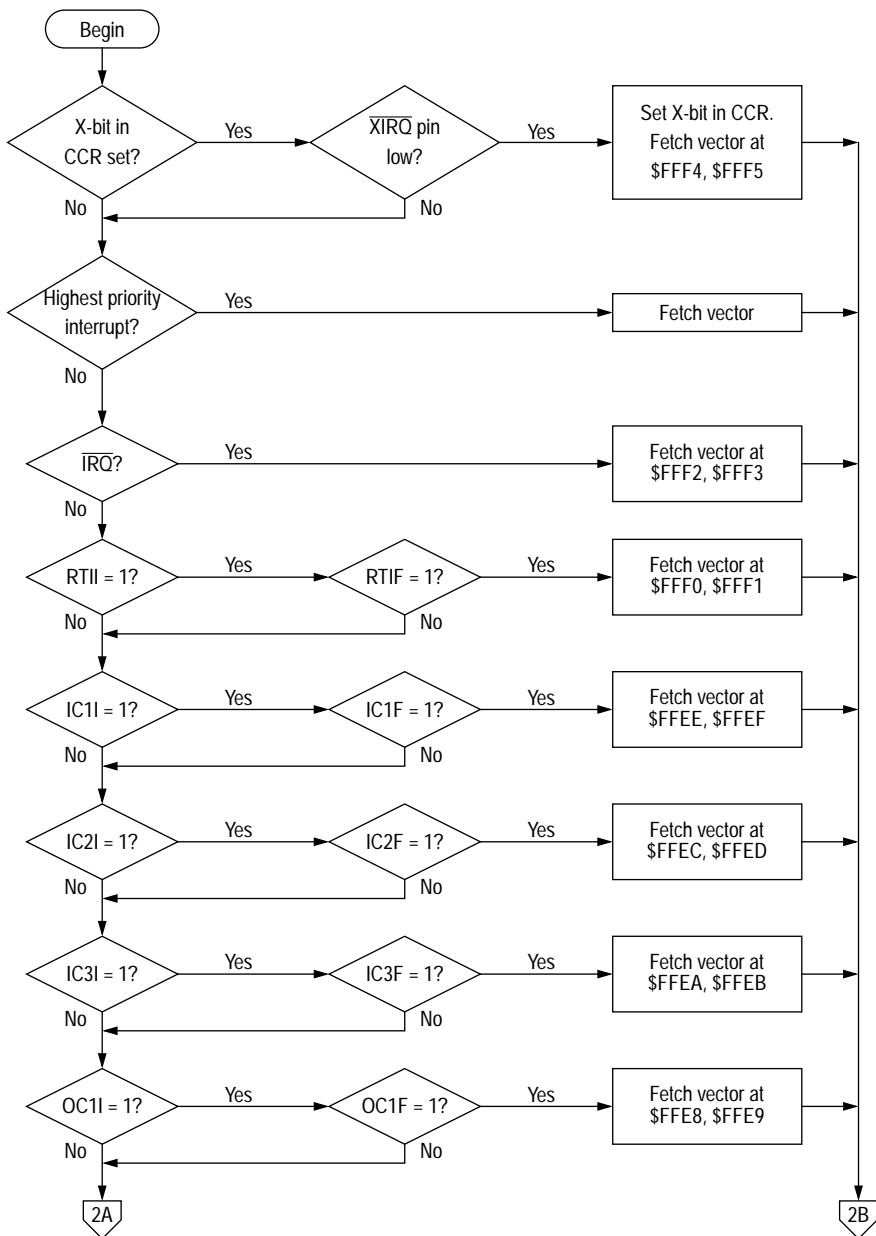 Begin
X-bit in
CCR set?
Yes
XIRQ pin
low?
Yes
Set X-bit in CCR.
Fetch vector at
$FFF4, $FFF5
No
No
Highest priority
interrupt?
Yes
Fetch vector
No
IRQ?
Yes
Fetch vector at
$FFF2, $FFF3
No
RTII = 1?
Yes
RTIF = 1?
Yes
Fetch vector at
$FFF0, $FFF1
No
No
IC1I = 1?
Yes
IC1F = 1?
Yes
Fetch vector at
$FFEE, $FFEF
No
No
IC2I = 1?
Yes
IC2F = 1?
Yes
Fetch vector at
$FFEC, $FFED
No
No
IC3I = 1?
Yes
IC3F = 1?
Yes
Fetch vector at
$FFEA, $FFEB
No
No
OC1I = 1?
Yes
OC1F = 1?
Yes
Fetch vector at
$FFE8, $FFE9
No
No
2A
2B